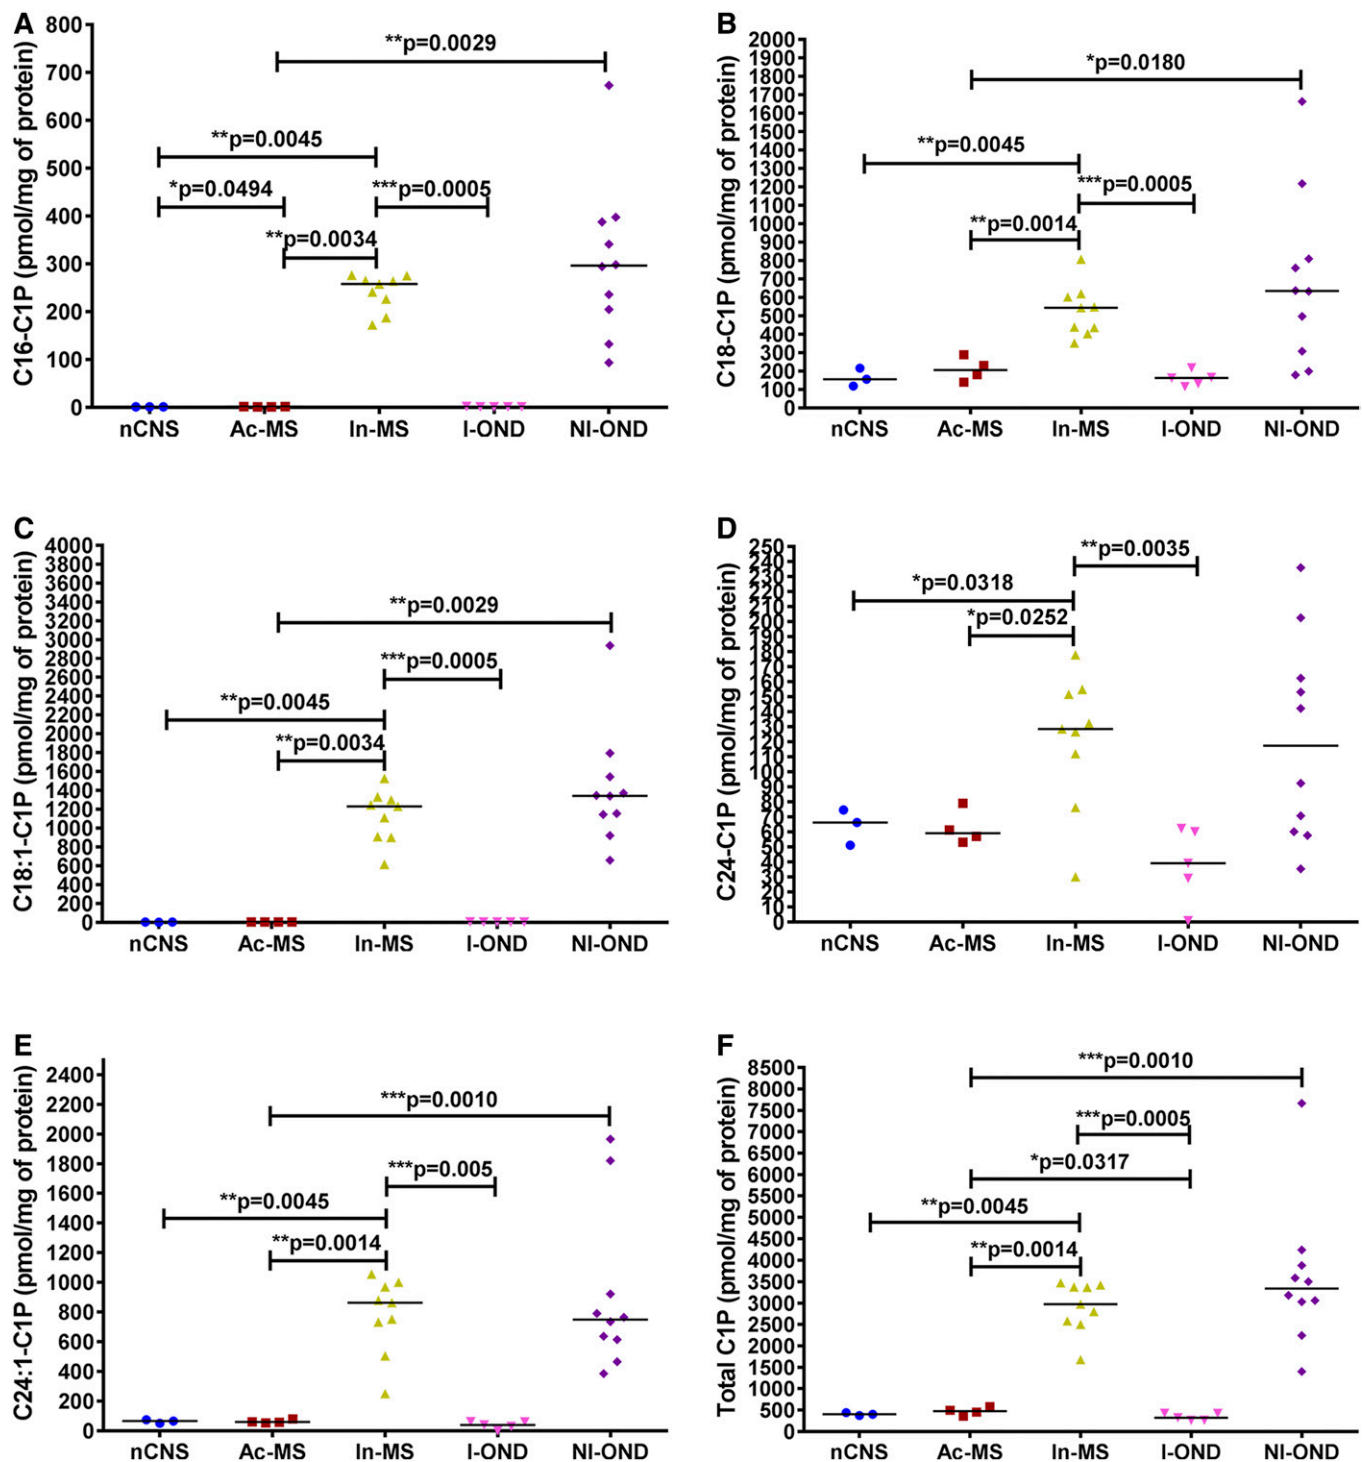 A
C16-C1P (pmol/mg of protein)
800
700
600
500
400
300
200
100
0
**p=0.0029
**p=0.0045
*p=0.0494
***p=0.0005
**p=0.0034
nCNS Ac-MS In-MS I-OND NI-OND
B
C18-C1P (pmol/mg of protein)
2000
1900
1800
1700
1600
1500
1400
1300
1200
1100
1000
900
800
700
600
500
400
300
200
100
0
*p=0.0180
**p=0.0045
***p=0.0005
**p=0.0014
nCNS Ac-MS In-MS I-OND NI-OND
C
C18:1-C1P (pmol/mg of protein)
4000
3800
3600
3400
3200
3000
2800
2600
2400
2200
2000
1800
1600
1400
1200
1000
800
600
400
200
0
**p=0.0029
***p=0.0005
**p=0.0045
**p=0.0034
nCNS Ac-MS In-MS I-OND NI-OND
D
C24-C1P (pmol/mg of protein)
250
240
230
220
210
200
190
180
170
160
150
140
130
120
110
100
90
80
70
60
50
40
30
20
10
0
**p=0.0035
*p=0.0318
*p=0.0252
nCNS Ac-MS In-MS I-OND NI-OND
E
C24:1-C1P (pmol/mg of protein)
2400
2200
2000
1800
1600
1400
1200
1000
800
600
400
200
0
***p=0.0010
***p=0.005
**p=0.0045
**p=0.0014
nCNS Ac-MS In-MS I-OND NI-OND
F
Total C1P (pmol/mg of protein)
8500
8000
7500
7000
6500
6000
5500
5000
4500
4000
3500
3000
2500
2000
1500
1000
500
0
***p=0.0010
***p=0.0005
*p=0.0317
**p=0.0045
**p=0.0014
nCNS Ac-MS In-MS I-OND NI-OND